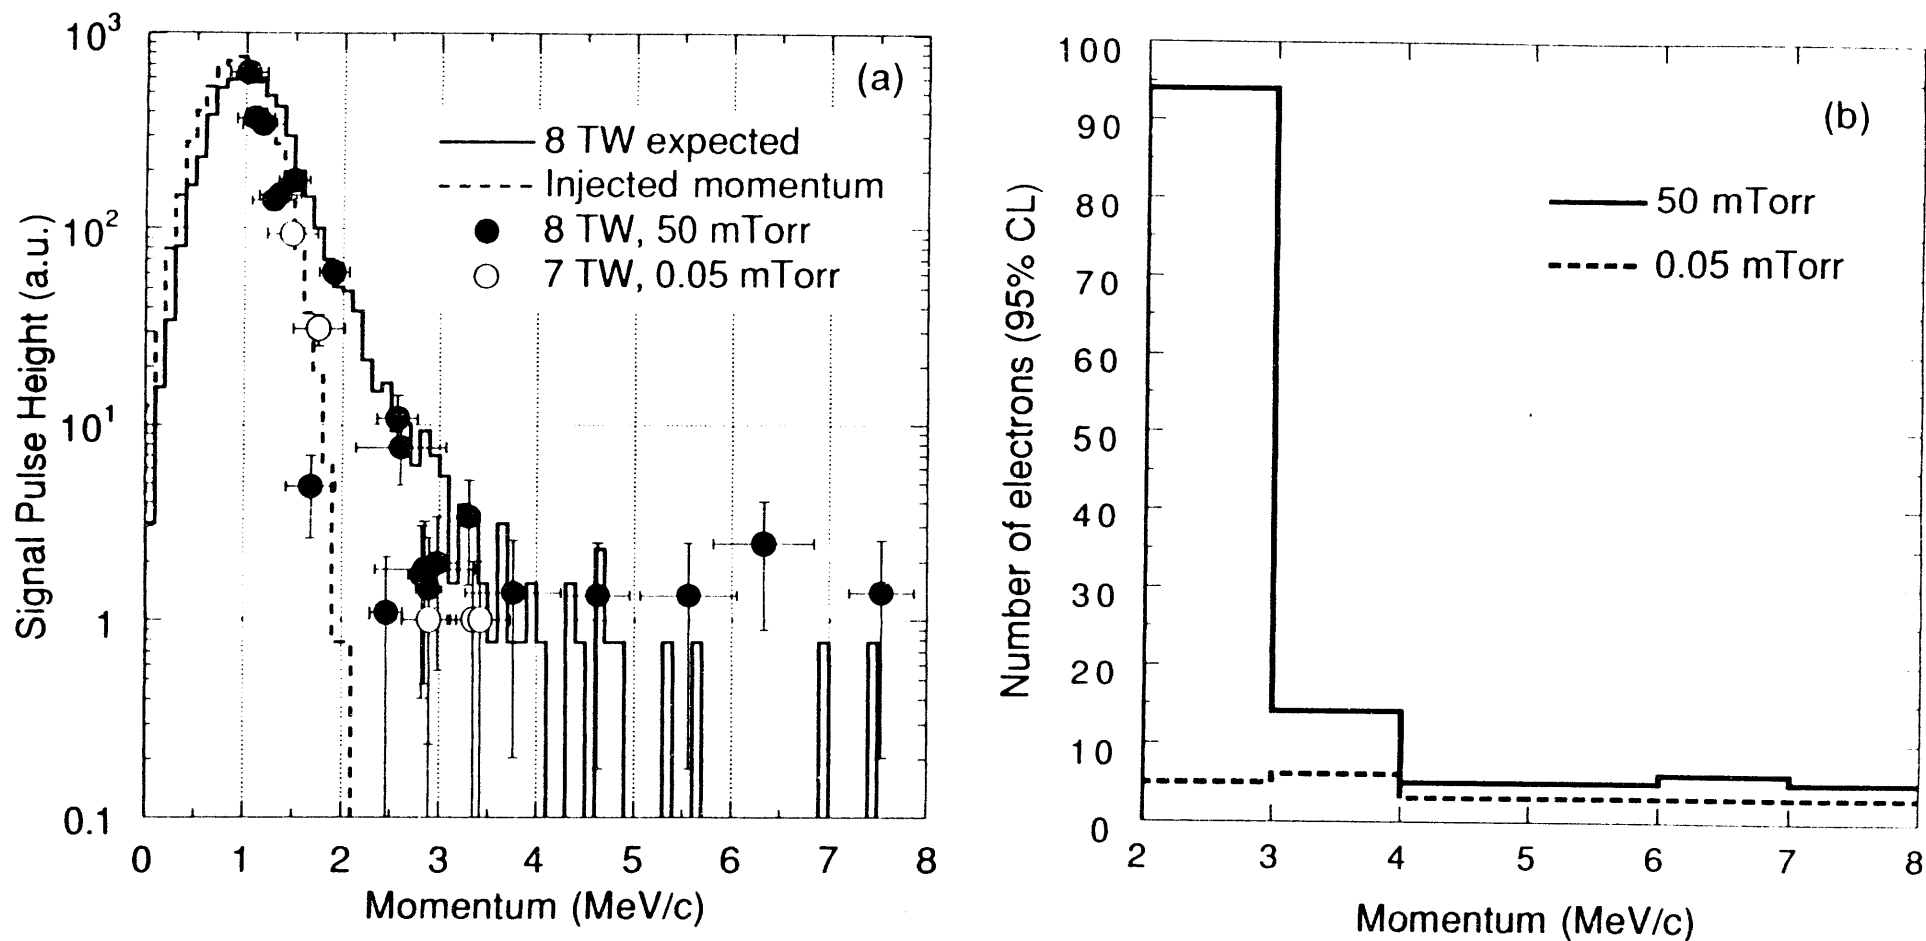 (a)
Signal Pulse Height (a.u.)
10³
10²
10¹
1
0.1
8 TW expected
Injected momentum
8 TW, 50 mTorr
7 TW, 0.05 mTorr
0 1 2 3 4 5 6 7 8
Momentum (MeV/c)
(b)
Number of electrons (95% CL)
100
90
80
70
60
50
40
30
20
10
0
50 mTorr
0.05 mTorr
2 3 4 5 6 7 8
Momentum (MeV/c)